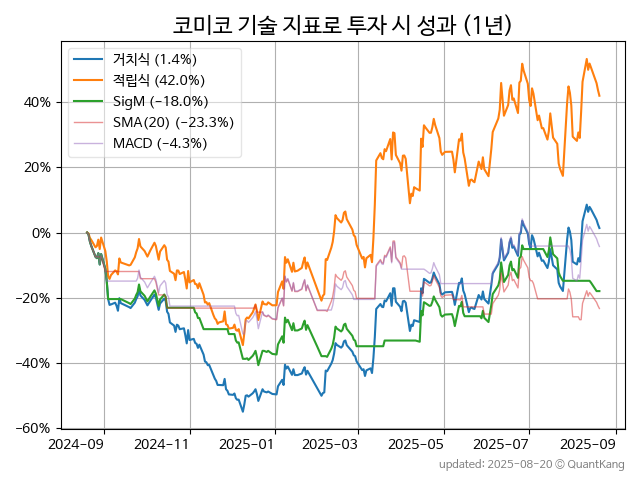 코미코 기술 지표로 투자 시 성과 (1년)
거치식 (1.4%)
적립식 (42.0%)
SigM (−18.0%)
SMA(20) (−23.3%)
MACD (−4.3%)
40%
20%
0%
−20%
−40%
−60%
2024-09 2024-11 2025-01 2025-03 2025-05 2025-07 2025-09
updated: 2025-08-20 © QuantKang